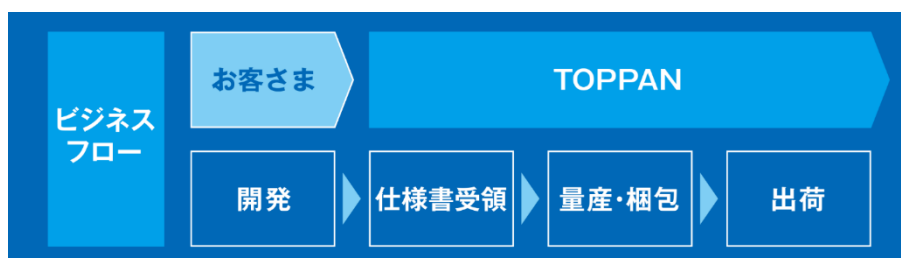 ビジネス
フロー
お客さま
TOPPAN
開発
仕様書受領
量産・梱包
出荷